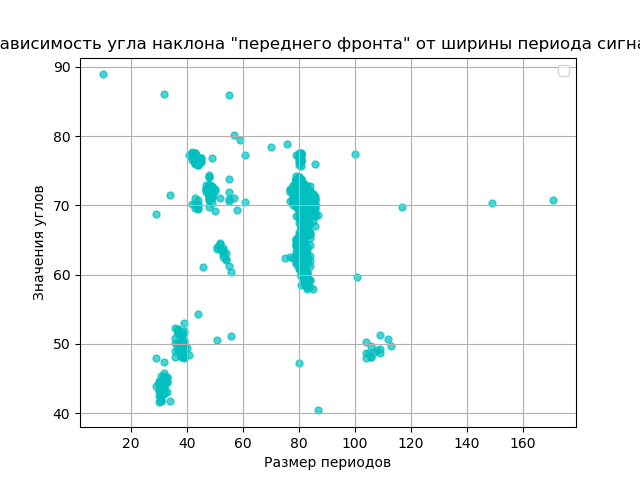 ависимость угла наклона "переднего фронта" от ширины периода сигна
90
80
70
60
50
40
Значения углов
20 40 60 80 100 120 140 160
Размер периодов